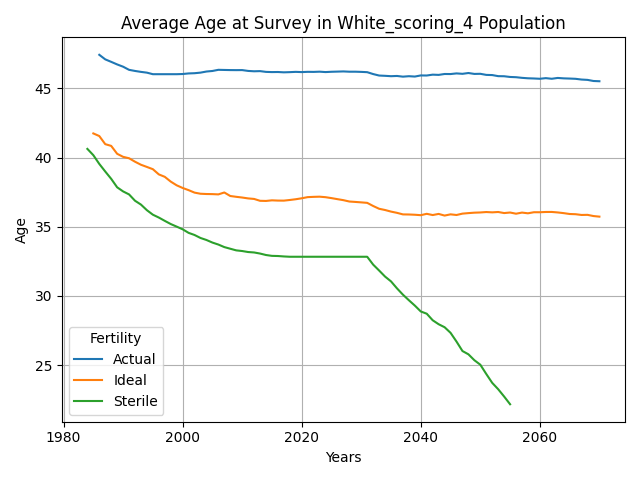 Average Age at Survey in White_scoring_4 Population
Age
45
40
35
30
25
Fertility
Actual
Ideal
Sterile
1980
2000
2020
2040
2060
Years